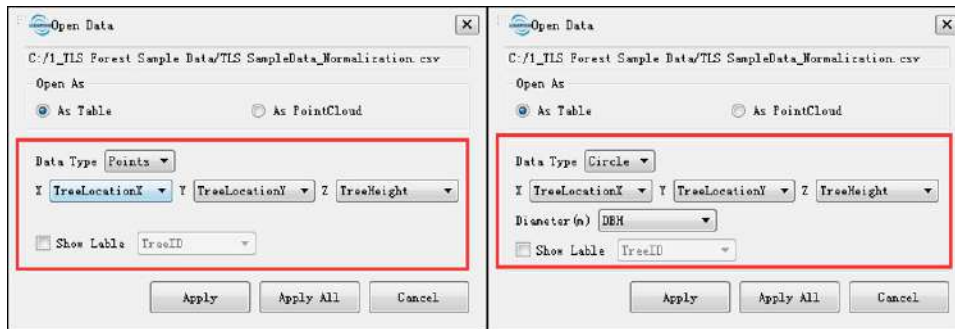 Open Data
C:/1_TLS Forest Sample Data/TLS SampleData_Normalization.csv
Open As
As Table As PointCloud
Data Type Points
X TreeLocationX Y TreeLocationY Z TreeHeight
Show Lable TreeID
Apply Apply All Cancel
Open Data
C:/1_TLS Forest Sample Data/TLS SampleData_Normalization.csv
Open As
As Table As PointCloud
Data Type Circle
X TreeLocationX Y TreeLocationY Z TreeHeight
Diameter(m) DBH
Show Lable TreeID
Apply Apply All Cancel